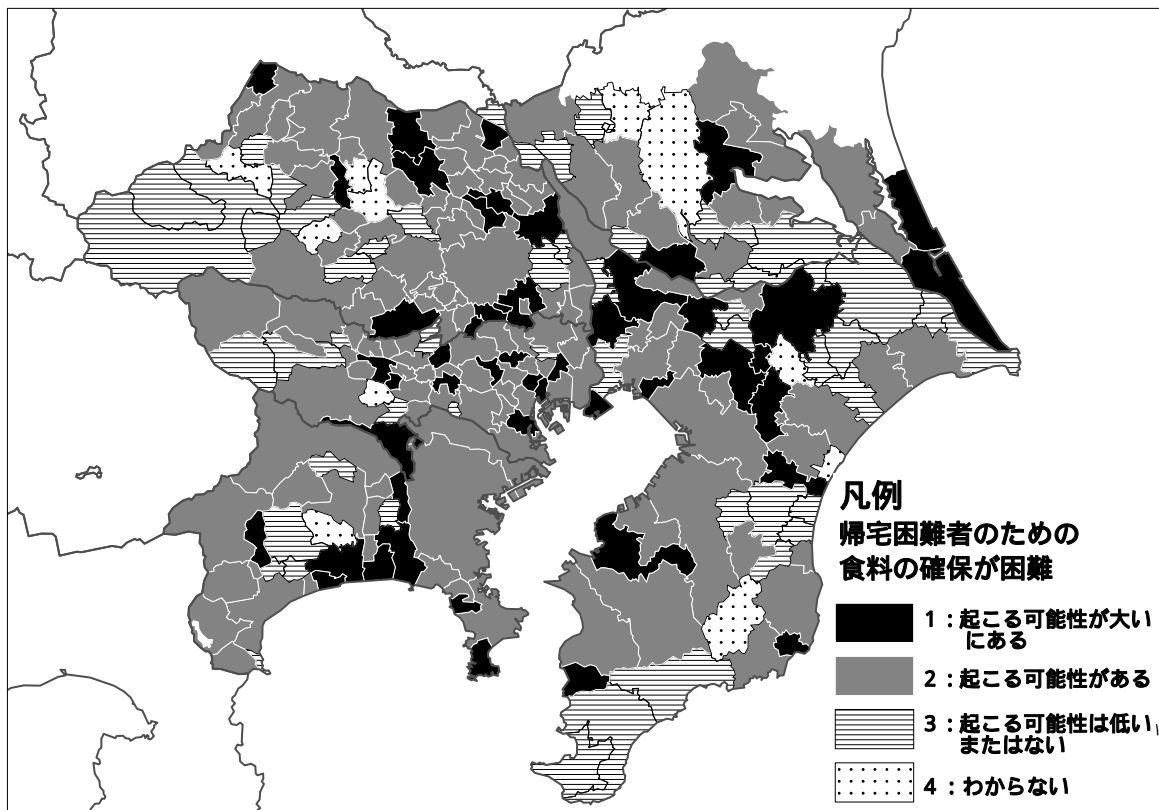 凡例
帰宅困難者のための
食料の確保が困難
1：起こる可能性が大い
にある
2：起こる可能性がある
3：起こる可能性は低い
またはない
4：わからない